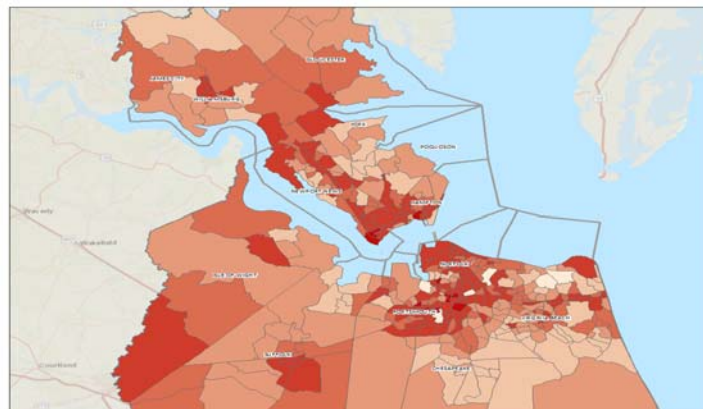 GLOUCESTER
JAMES CITY
WILLIAMSBURG
YORK
POQUOSON
NEWPORT NEWS
HAMPTON
ISLE OF WIGHT
NORFOLK
PORTSMOUTH
VIRGINIA BEACH
SUFFOLK
CHESAPEAKE
Waverly
Wakefield
Courtland